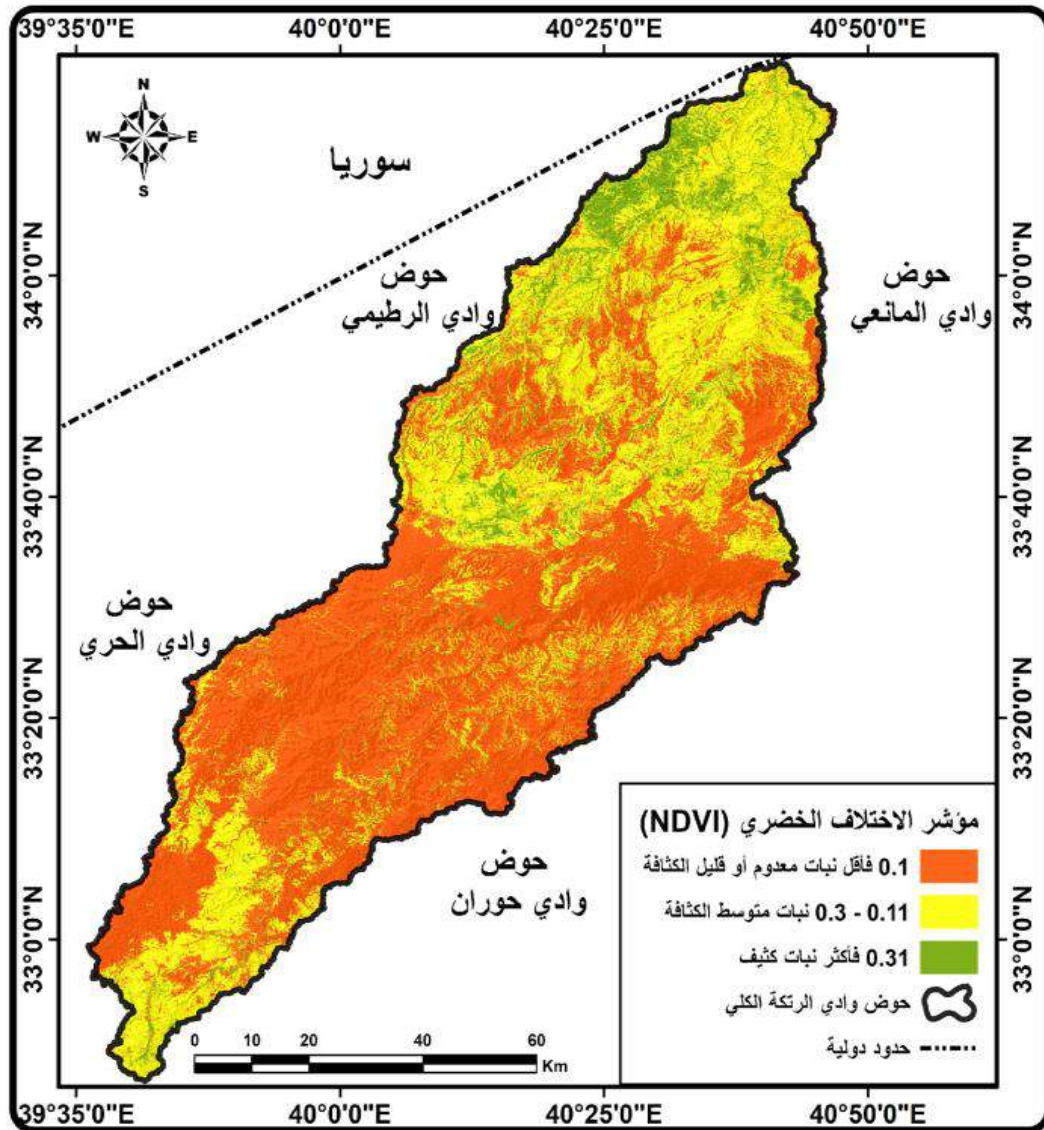 39°35'0"E 40°0'0"E 40°25'0"E 40°50'0"E
N
W E
S
سوريا
34°0'0"N
34°0'0"N
حوض
وادي الرطيمي
حوض
وادي المانعي
33°40'0"N
33°40'0"N
حوض
وادي الحري
33°20'0"N
33°20'0"N
حوض
وادي حوران
33°0'0"N
33°0'0"N
مؤشر الاختلاف الخضري (NDVI)
0.1 فأقل نبات معدوم أو قليل الكثافة
0.11 - 0.3 نبات متوسط الكثافة
0.31 فأكثر نبات كثيف
حوض وادي الرتكة الكلي
حدود دولية
0 10 20 40 60
Km
39°35'0"E 40°0'0"E 40°25'0"E 40°50'0"E